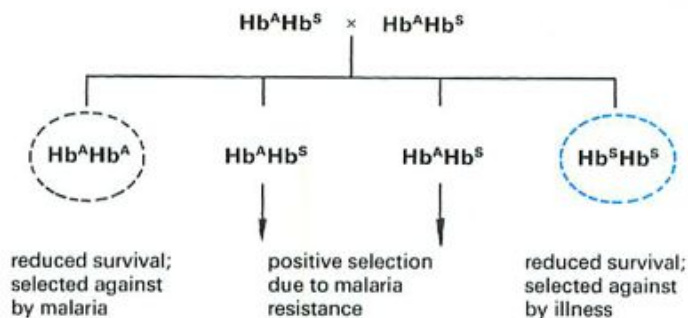 HbᴬHbˢ × HbᴬHbˢ
HbᴬHbᴬ HbᴬHbˢ HbᴬHbˢ HbˢHbˢ
reduced survival;
selected against
by malaria
positive selection
due to malaria
resistance
reduced survival;
selected against
by illness